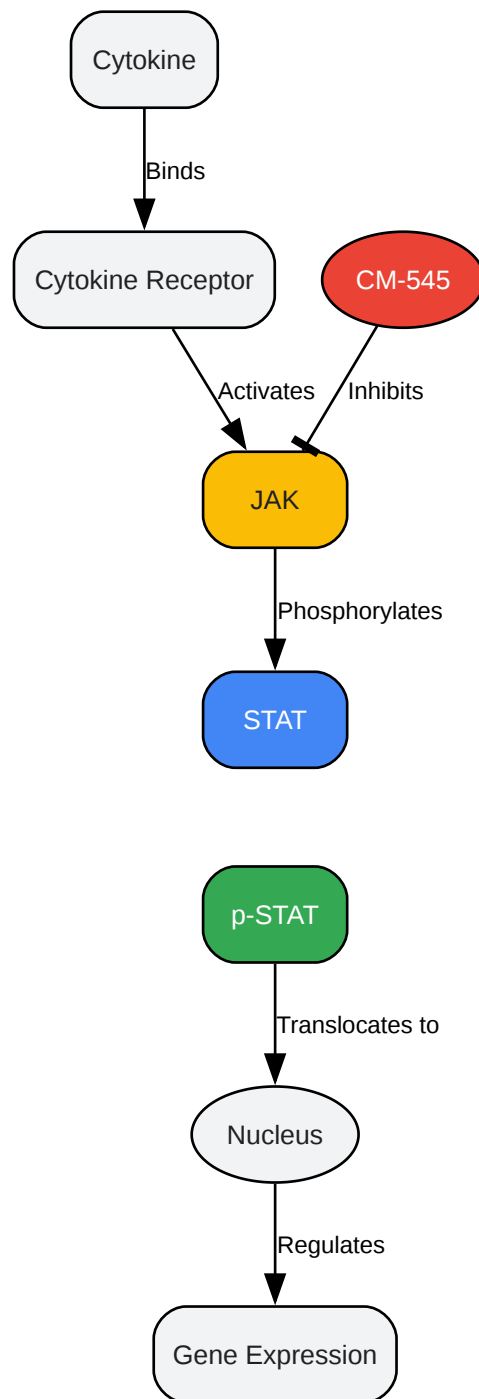 Cytokine
Binds
Cytokine Receptor
CM-545
Activates
Inhibits
JAK
Phosphorylates
STAT
p-STAT
Translocates to
Nucleus
Regulates
Gene Expression